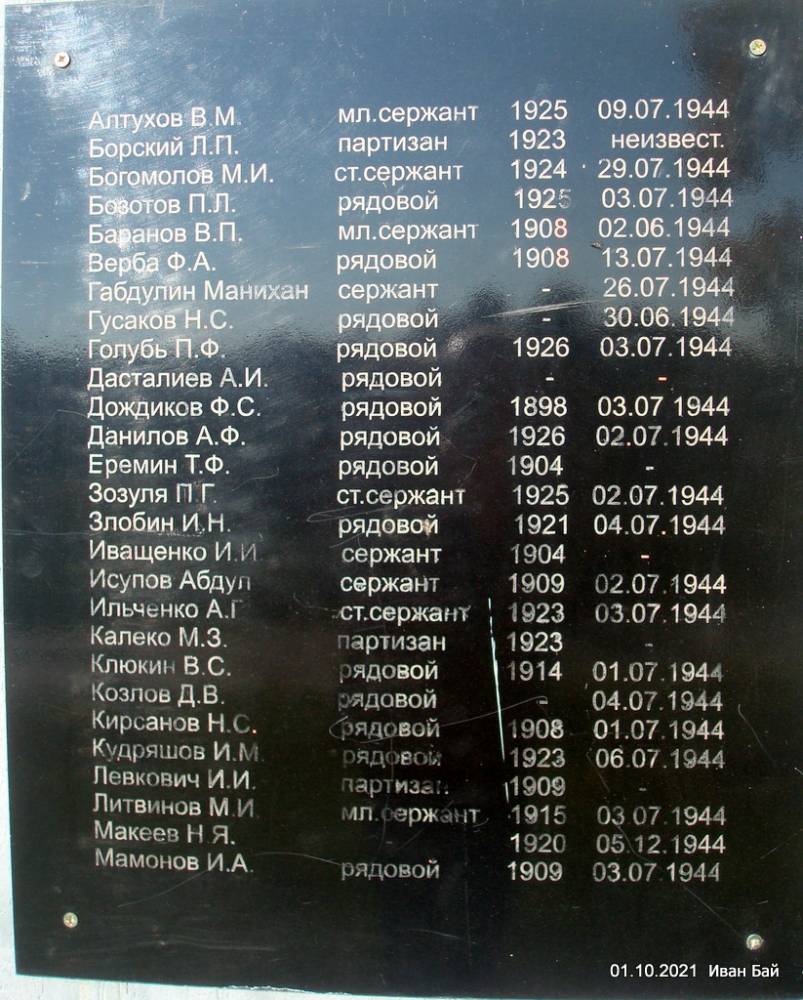 Алтухов В.М. мл.сержант 1925 09.07.1944
Борский Л.П. партизан 1923 неизвест.
Богомолов М.И. ст.сержант 1924 29.07.1944
Бозотов П.Л. рядовой 1925 03.07.1944
Баранов В.П. мл.сержант 1908 02.06.1944
Верба Ф.А. рядовой 1908 13.07.1944
Габдулин Манихан сержант - 26.07.1944
Гусаков Н.С. рядовой - 30.06.1944
Голубь П.Ф. рядовой 1926 03.07.1944
Дасталиев А.И. рядовой - -
Дождиков Ф.С. рядовой 1898 03.07 1944
Данилов А.Ф. рядовой 1926 02.07.1944
Еремин Т.Ф. рядовой 1904 -
Зозуля П.Г. ст.сержант 1925 02.07.1944
Злобин И.Н. рядовой 1921 04.07.1944
Иващенко И.И. сержант 1904 -
Исупов Абдул сержант 1909 02.07.1944
Ильченко А.Г. ст.сержант 1923 03.07.1944
Калеко М.З. партизан 1923 -
Клюкин В.С. рядовой 1914 01.07.1944
Козлов Д.В. рядовой - 04.07.1944
Кирсанов Н.С. рядовой 1908 01.07.1944
Кудряшов И.М. рядовой 1923 06.07.1944
Левкович И.И. партизан 1909 -
Литвинов М.И. мл.сержант 1915 03.07.1944
Макеев Н.Я. - 1920 05.12.1944
Мамонов И.А. рядовой 1909 03.07.1944
01.10.2021 Иван Бай